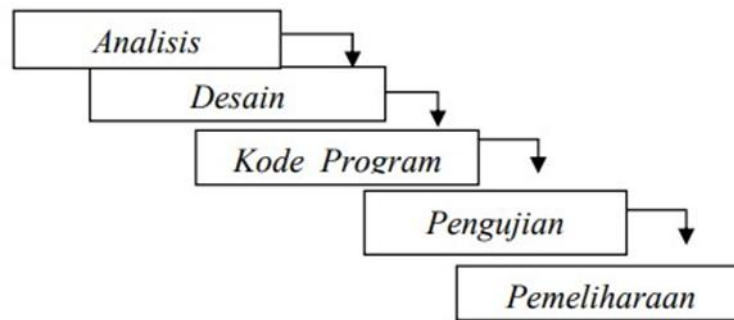 Analisis
Desain
Kode Program
Pengujian
Pemeliharaan